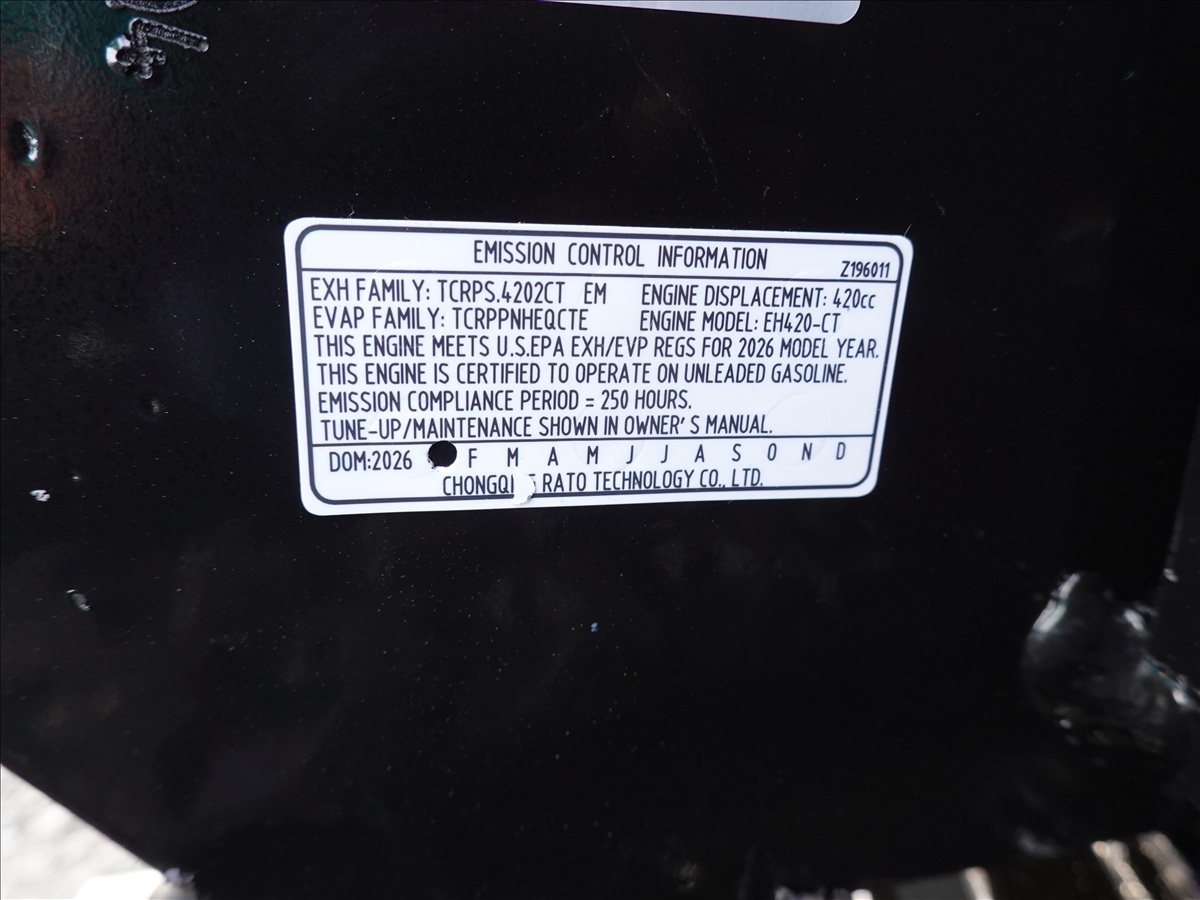 EMISSION CONTROL INFORMATION
Z196011
EXH FAMILY: TCRPS.4202CT EM ENGINE DISPLACEMENT: 420cc
EVAP FAMILY: TCRPPNHEQCTE ENGINE MODEL: EH420-CT
THIS ENGINE MEETS U.S.EPA EXH/EVP REGS FOR 2026 MODEL YEAR.
THIS ENGINE IS CERTIFIED TO OPERATE ON UNLEADED GASOLINE.
EMISSION COMPLIANCE PERIOD = 250 HOURS.
TUNE-UP/MAINTENANCE SHOWN IN OWNER'S MANUAL.
DOM:2026 F M A M J J A S O N D
RATO TECHNOLOGY CO., LTD.